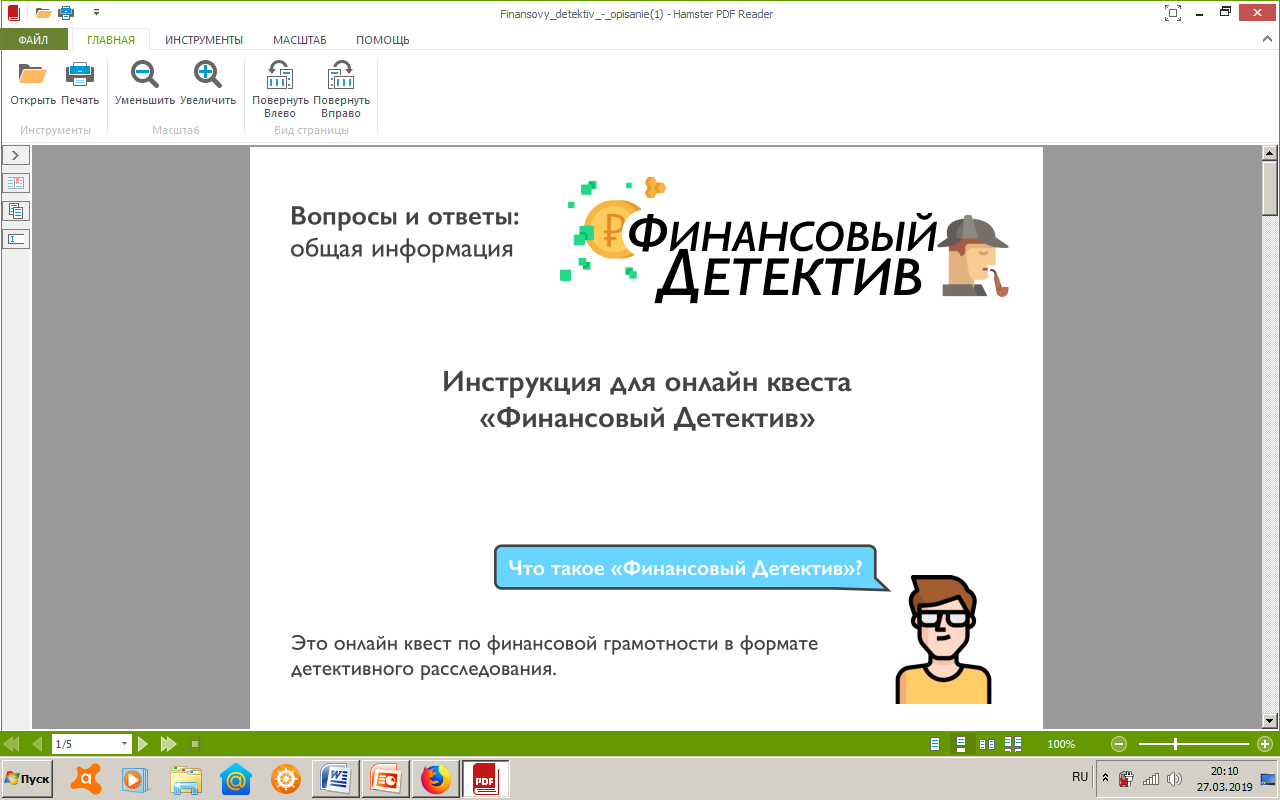 Finansovy_detektiv_-_opisanie(1) - Hamster PDF Reader
ФАЙЛ ГЛАВНАЯ ИНСТРУМЕНТЫ МАСШТАБ ПОМОЩЬ
Открыть Печать Уменьшить Увеличить Повернуть Влево Повернуть Вправо
Инструменты Масштаб Вид страницы
Вопросы и ответы:
общая информация
ФИНАНСОВЫЙ
ДЕТЕКТИВ
Инструкция для онлайн квеста
«Финансовый Детектив»
Что такое «Финансовый Детектив»?
Это онлайн квест по финансовой грамотности в формате
детективного расследования.
1/5 100%
Пуск PDF RU 20:10
27.03.2019